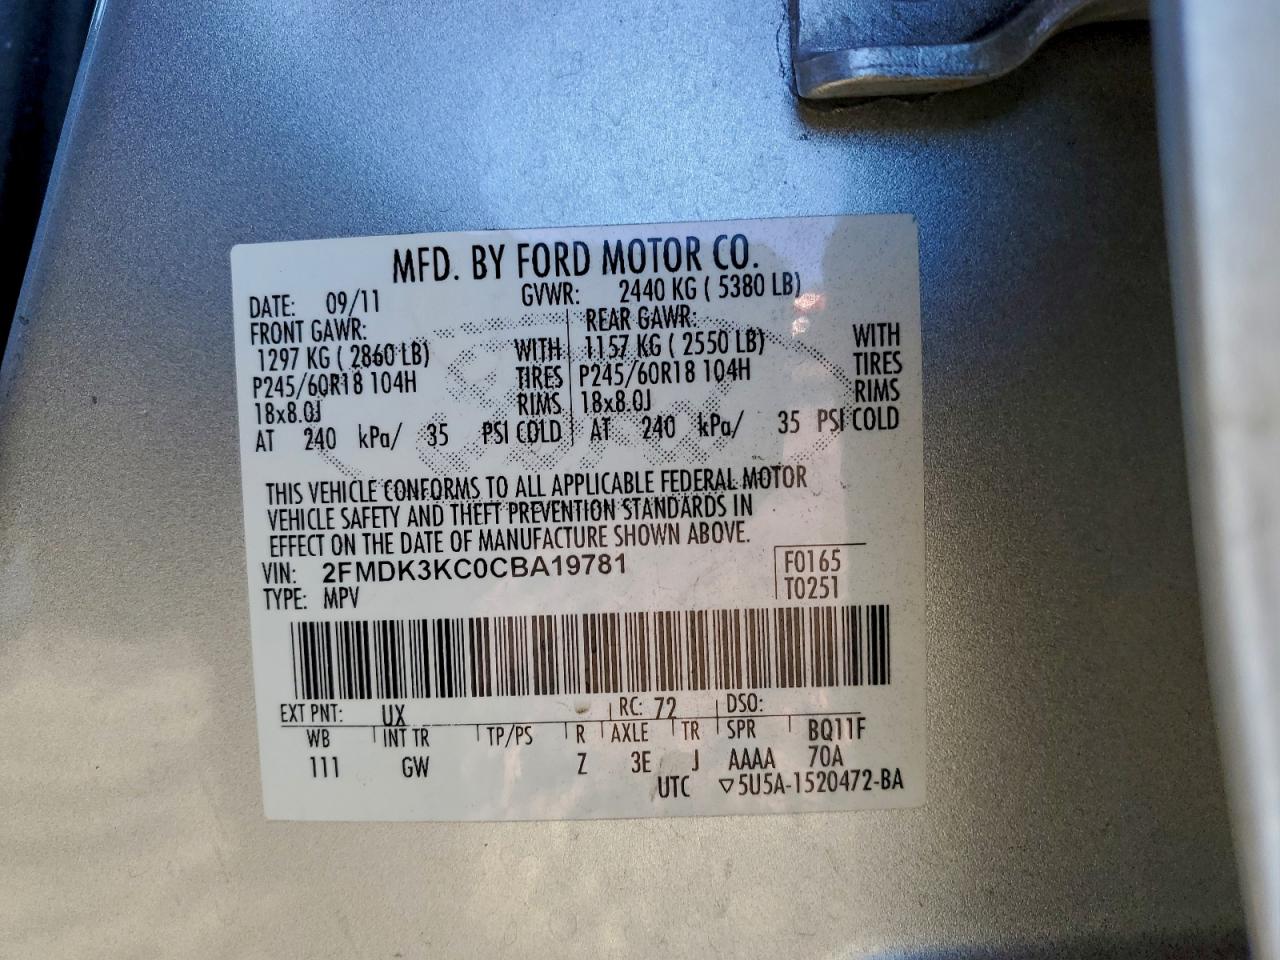 MFD. BY FORD MOTOR CO.
DATE: 09/11 GVWR: 2440 KG ( 5380 LB)
FRONT GAWR: REAR GAWR:
1297 KG ( 2860 LB) WITH 1157 KG ( 2550 LB) WITH
P245/60R18 104H TIRES P245/60R18 104H TIRES
18x8.0J RIMS 18x8.0J RIMS
AT 240 kPa/ 35 PSI COLD AT 240 kPa/ 35 PSI COLD
THIS VEHICLE CONFORMS TO ALL APPLICABLE FEDERAL MOTOR
VEHICLE SAFETY AND THEFT PREVENTION STANDARDS IN
EFFECT ON THE DATE OF MANUFACTURE SHOWN ABOVE.
VIN: 2FMDK3KC0CBA19781 F0165
TYPE: MPV T0251
EXT PNT: UX RC: 72 DSO:
WB INT TR TP/PS R AXLE TR SPR BQ11F
111 GW Z 3E J AAAA 70A
UTC ▽5U5A-1520472-BA